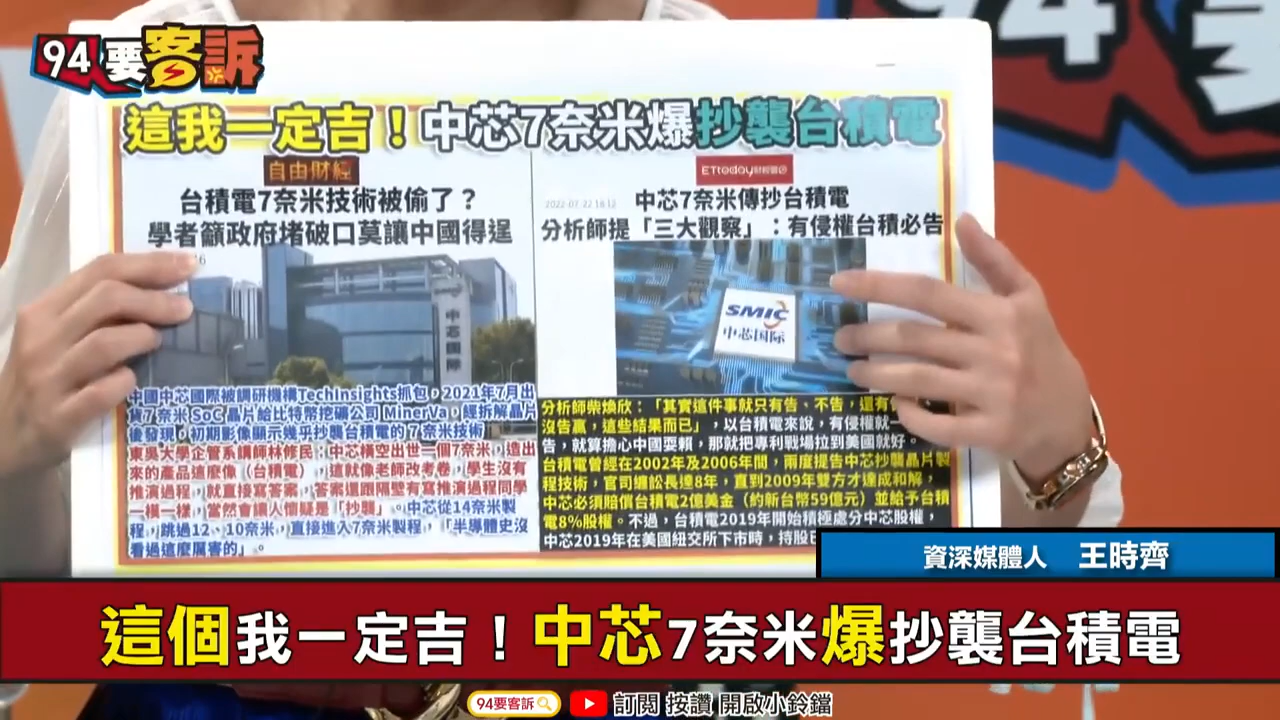 94要客訴
94要
這我一定吉！中芯7奈米爆抄襲台積電
自由財經
台積電7奈米技術被偷了？
學者籲政府堵破口莫讓中國得逞
中芯国际
中國中芯國際被調研機構TechInsights抓包，2021年7月出
貨7奈米 SoC 晶片給比特幣挖礦公司 MinerVa，經拆解晶片
後發現，初期影像顯示幾乎抄襲台積電的 7奈米技術
東吳大學企管系講師林修民：中芯橫空出世一個7奈米，造出
來的產品這麼像（台積電），這就像老師改考卷，學生沒有
推演過程，就直接寫答案，答案還跟隔壁有寫推演過程同學
一模一樣，當然會讓人懷疑是「抄襲」。中芯從14奈米製
程，跳過12、10奈米，直接進入7奈米製程，「半導體史沒
看過這麼厲害的」。
ETtoday財經雲
2022-07-22 18:12
中芯7奈米傳抄台積電
分析師提「三大觀察」：有侵權台積必告
SMIC
中芯国际
分析師柴煥欣：「其實這件事就只有告、不告，還有
沒告贏，這些結果而已」，以台積電來說，有侵權就一
告，就算擔心中國耍賴，那就把專利戰場拉到美國就好。
台積電曾經在2002年及2006年間，兩度提告中芯抄襲晶片製
程技術，官司纏訟長達8年，直到2009年雙方才達成和解，
中芯必須賠償台積電2億美金（約新台幣59億元）並給予台積
電8%股權。不過，台積電2019年開始積極處分中芯股權，
中芯2019年在美國紐交所下市時，持股
資深媒體人 王時齊
這個我一定吉！中芯7奈米爆抄襲台積電
94要客訴 訂閱 按讚 開啟小鈴鐺